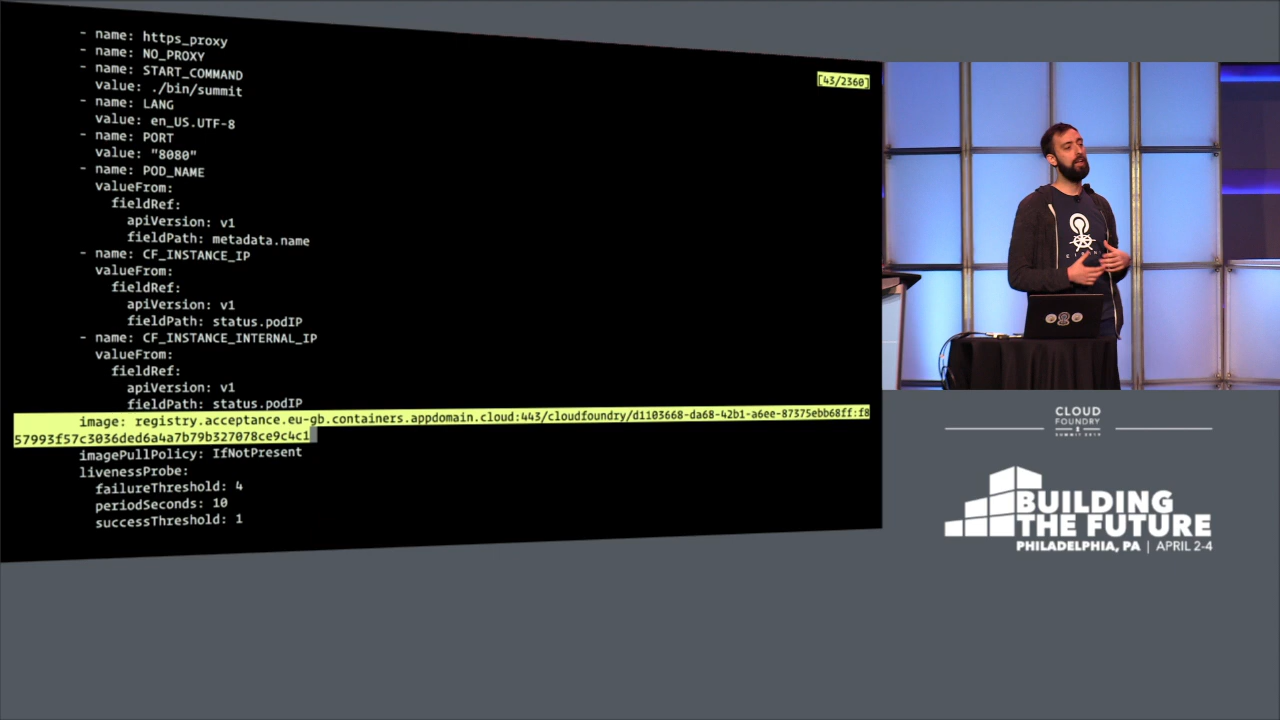 - name: https_proxy
- name: NO_PROXY
- name: START_COMMAND
value: ./bin/summit
- name: LANG
value: en_US.UTF-8
- name: PORT
value: "8080"
- name: POD_NAME
valueFrom:
fieldRef:
apiVersion: v1
fieldPath: metadata.name
- name: CF_INSTANCE_IP
valueFrom:
fieldRef:
apiVersion: v1
fieldPath: status.podIP
- name: CF_INSTANCE_INTERNAL_IP
valueFrom:
fieldRef:
apiVersion: v1
fieldPath: status.podIP
image: registry.acceptance.eu-gb.containers.appdomain.cloud:443/cloudfoundry/d1103668-da68-42b1-a6ee-87375ebb68ff:f8
57993f57c3036ded6a4a7b79b327078ce9c4c1
imagePullPolicy: IfNotPresent
livenessProbe:
failureThreshold: 4
periodSeconds: 10
successThreshold: 1
[43/2360]
CLOUD
FOUNDRY
SUMMIT 2019
BUILDING
THE FUTURE
PHILADELPHIA, PA | APRIL 2-4